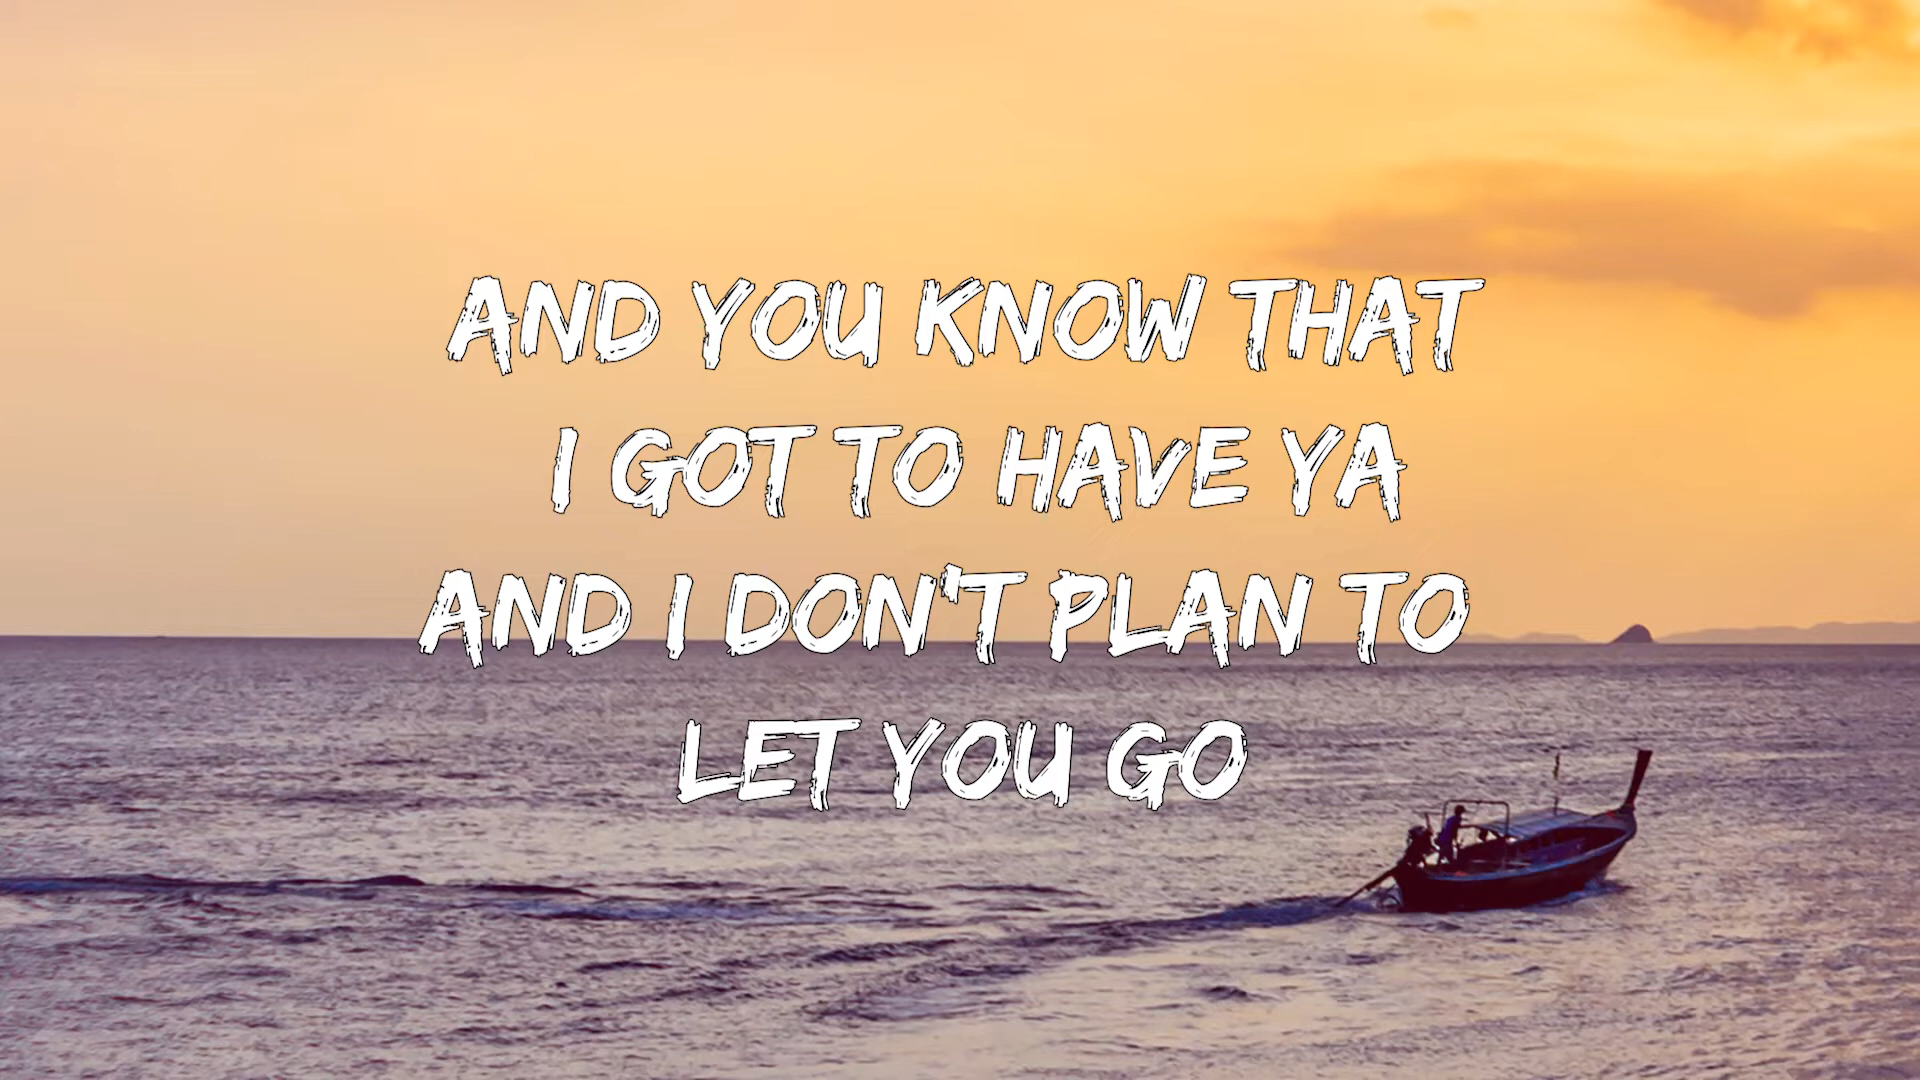 AND YOU KNOW THAT
I GOT TO HAVE YA
AND I DON'T PLAN TO
LET YOU GO